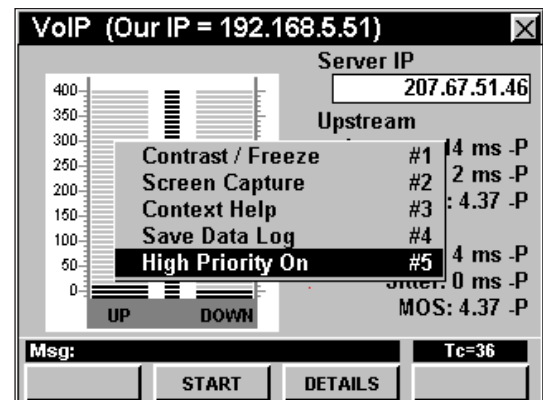 VoIP (Our IP = 192.168.5.51)
Server IP
207.67.51.46
400
350
300
250
200
150
100
50
0
UP DOWN
Upstream
4 ms -P
2 ms -P
: 4.37 -P
4 ms -P
Jitter: 0 ms -P
MOS: 4.37 -P
Contrast / Freeze #1
Screen Capture #2
Context Help #3
Save Data Log #4
High Priority On #5
Msg: Tc=36
START DETAILS